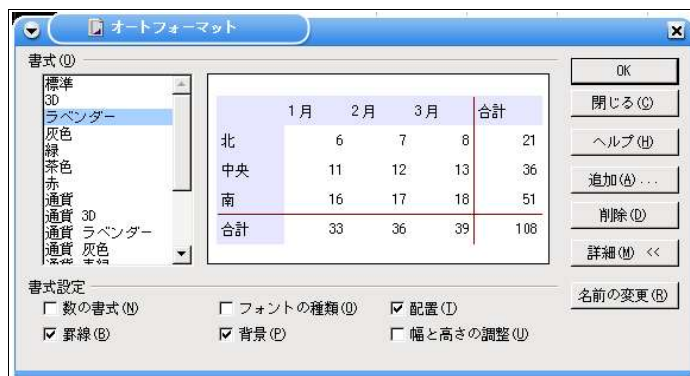 オートフォーマット
書式(O)
標準
3D
ラベンダー
灰色
緑
茶色
赤
通貨
通貨 3D
通貨 ラベンダー
通貨 灰色
1月 2月 3月 合計
北 6 7 8 21
中央 11 12 13 36
南 16 17 18 51
合計 33 36 39 108
OK
閉じる(C)
ヘルプ(H)
追加(A)...
削除(D)
詳細(M) <<
名前の変更(R)
書式設定
数の書式(N) フォントの種類(O) 配置(T)
罫線(B) 背景(P) 幅と高さの調整(U)